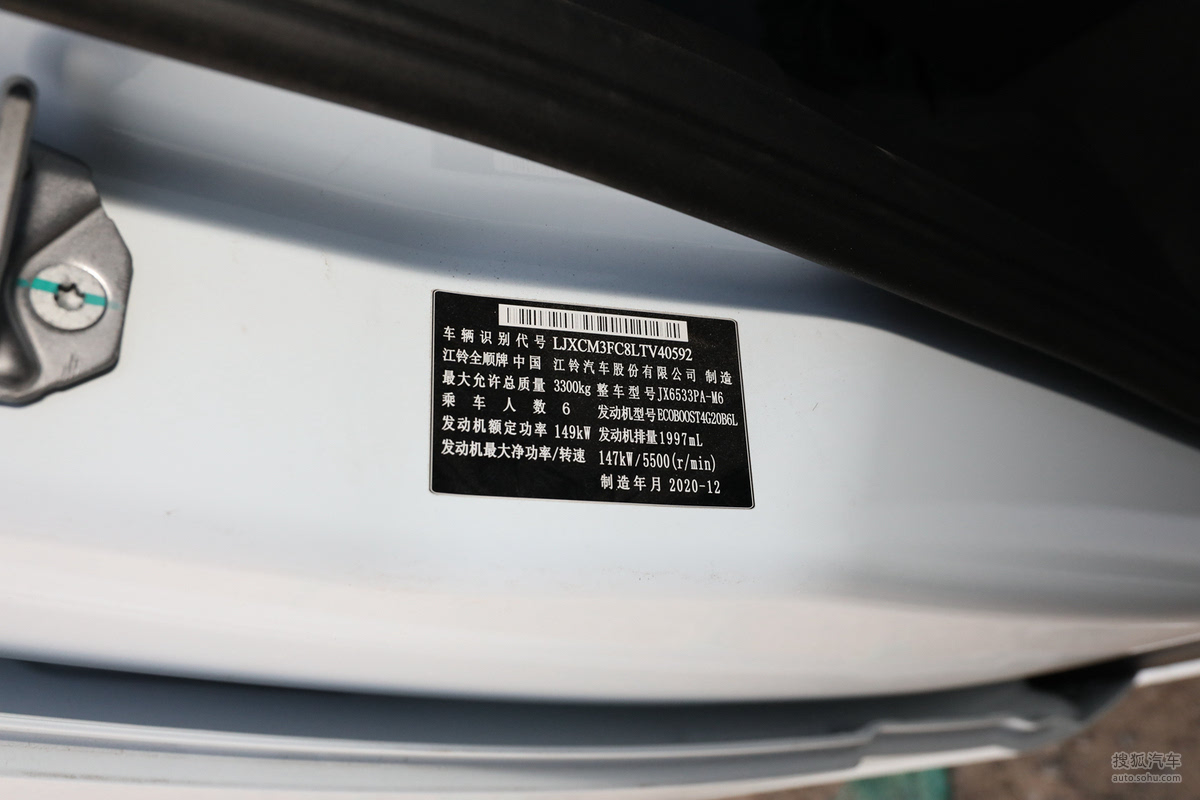 车辆识别代号 LJXCM3FC8LTV40592
江铃全顺牌 中国 江铃汽车股份有限公司 制造
最大允许总质量 3300kg 整车型号 JX6533PA-M6
乘车人数 6 发动机型号 ECOBOOST4G20B6L
发动机额定功率 149kW 发动机排量 1997mL
发动机最大净功率/转速 147kW/5500(r/min)
制造年月 2020-12
搜狐汽车
auto.sohu.com